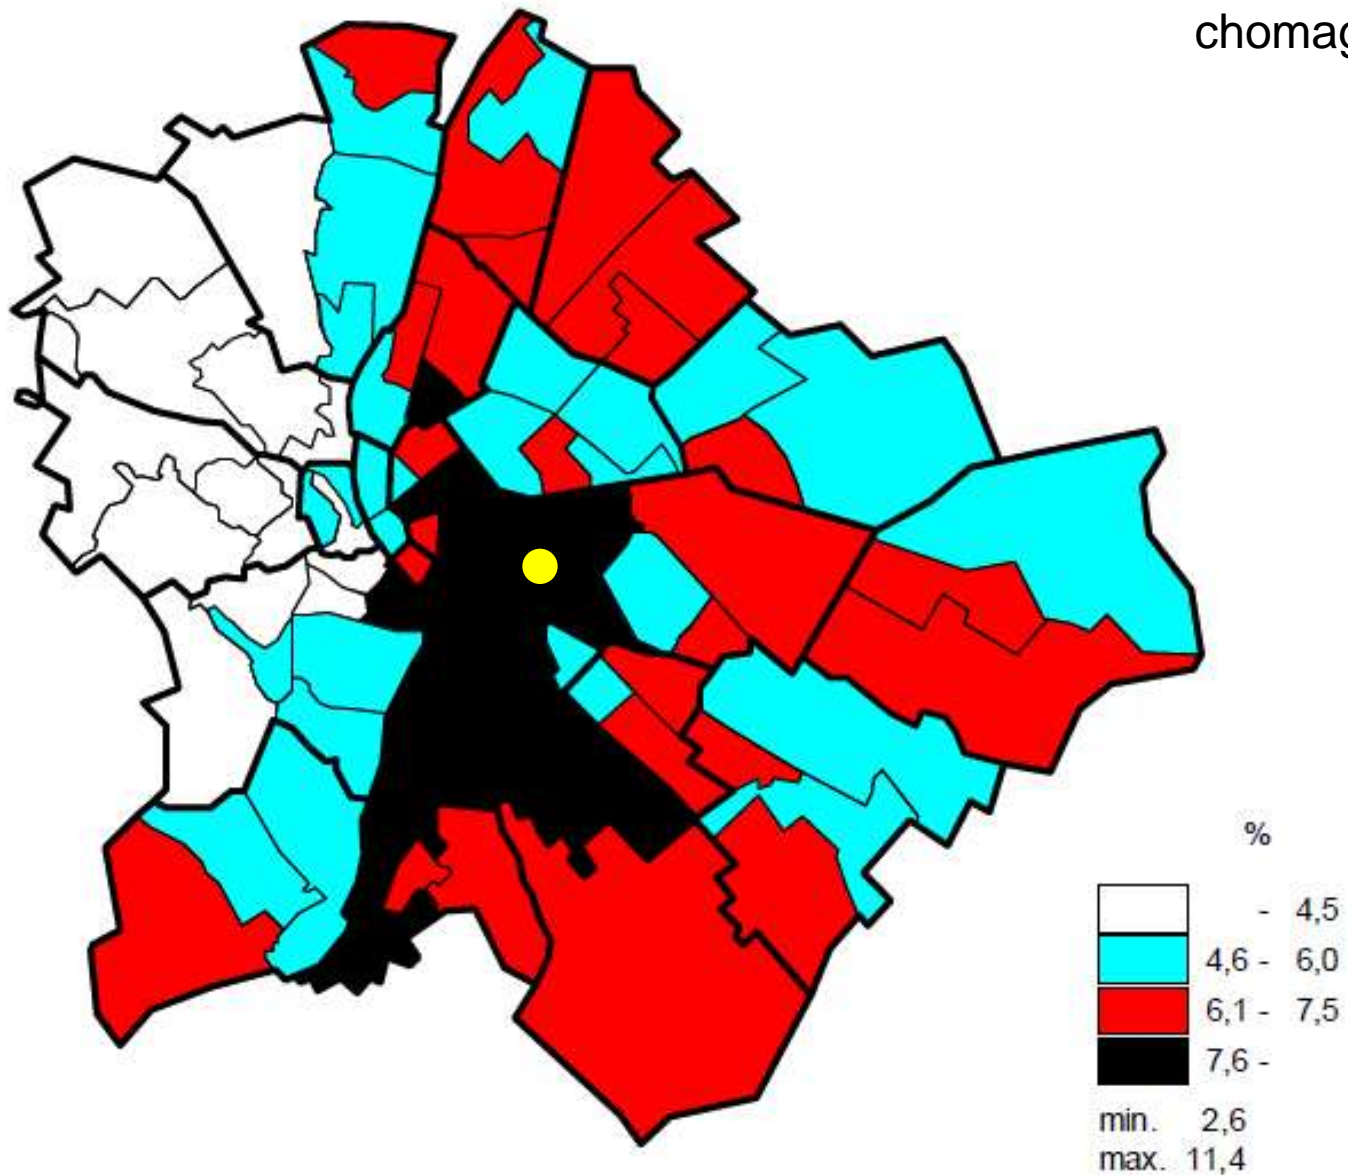 chomag
%
- 4,5
4,6 - 6,0
6,1 - 7,5
7,6 -
min. 2,6
max. 11,4